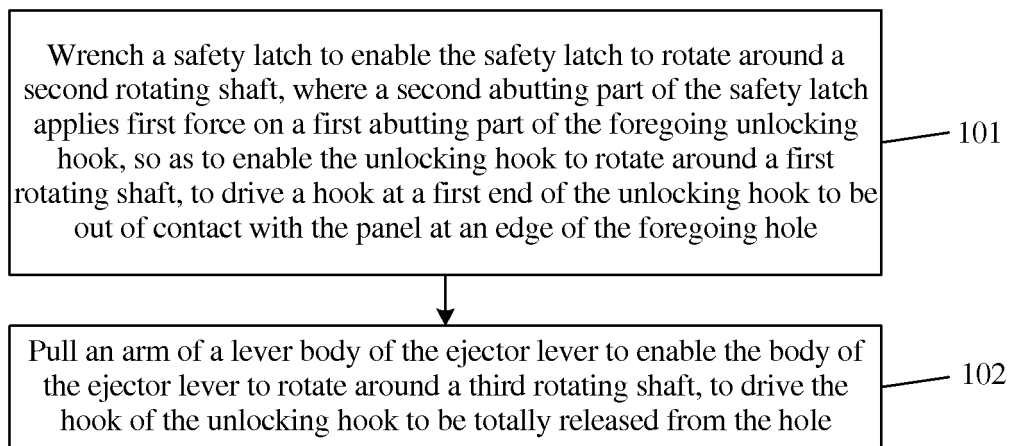 Wrench a safety latch to enable the safety latch to rotate around a
second rotating shaft, where a second abutting part of the safety latch
applies first force on a first abutting part of the foregoing unlocking
hook, so as to enable the unlocking hook to rotate around a first
rotating shaft, to drive a hook at a first end of the unlocking hook to be
out of contact with the panel at an edge of the foregoing hole
101
Pull an arm of a lever body of the ejector lever to enable the body of
the ejector lever to rotate around a third rotating shaft, to drive the
hook of the unlocking hook to be totally released from the hole
102